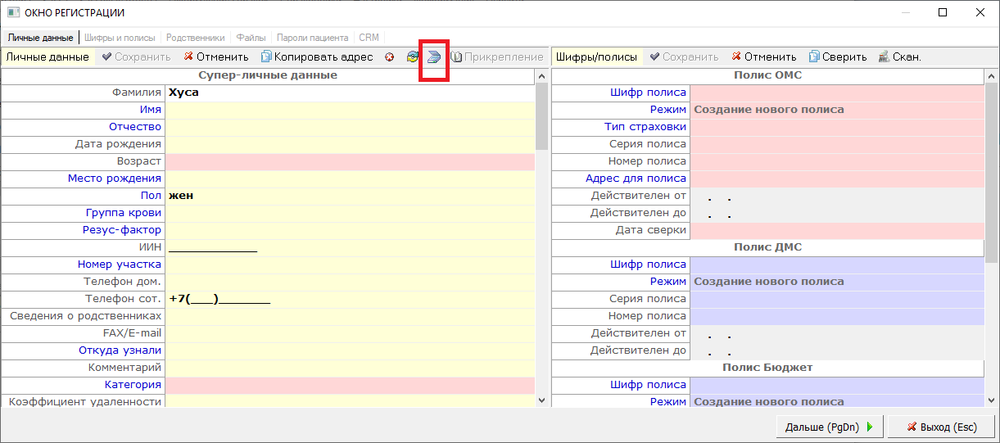 ОКНО РЕГИСТРАЦИИ
Личные данные Шифры и полисы Родственники Файлы Пароли пациента CRM
Личные данные Сохранить Отменить Копировать адрес Прикрепление
Супер-личные данные
Фамилия Хуса
Имя
Отчество
Дата рождения
Возраст
Место рождения
Пол жен
Группа крови
Резус-фактор
ИИН ____________
Номер участка
Телефон дом.
Телефон сот. +7(___)_______
Сведения о родственниках
FAX/E-mail
Откуда узнали
Комментарий
Категория
Коэффициент удаленности
Шифры/полисы Сохранить Отменить Сверить Скан.
Полис ОМС
Шифр полиса
Режим Создание нового полиса
Тип страховки
Серия полиса
Номер полиса
Адрес для полиса
Действителен от . .
Действителен до . .
Дата сверки
Полис ДМС
Шифр полиса
Режим Создание нового полиса
Серия полиса
Номер полиса
Действителен от . .
Действителен до . .
Полис Бюджет
Шифр полиса
Режим Создание нового полиса
Дальше (PgDn) Выход (Esc)